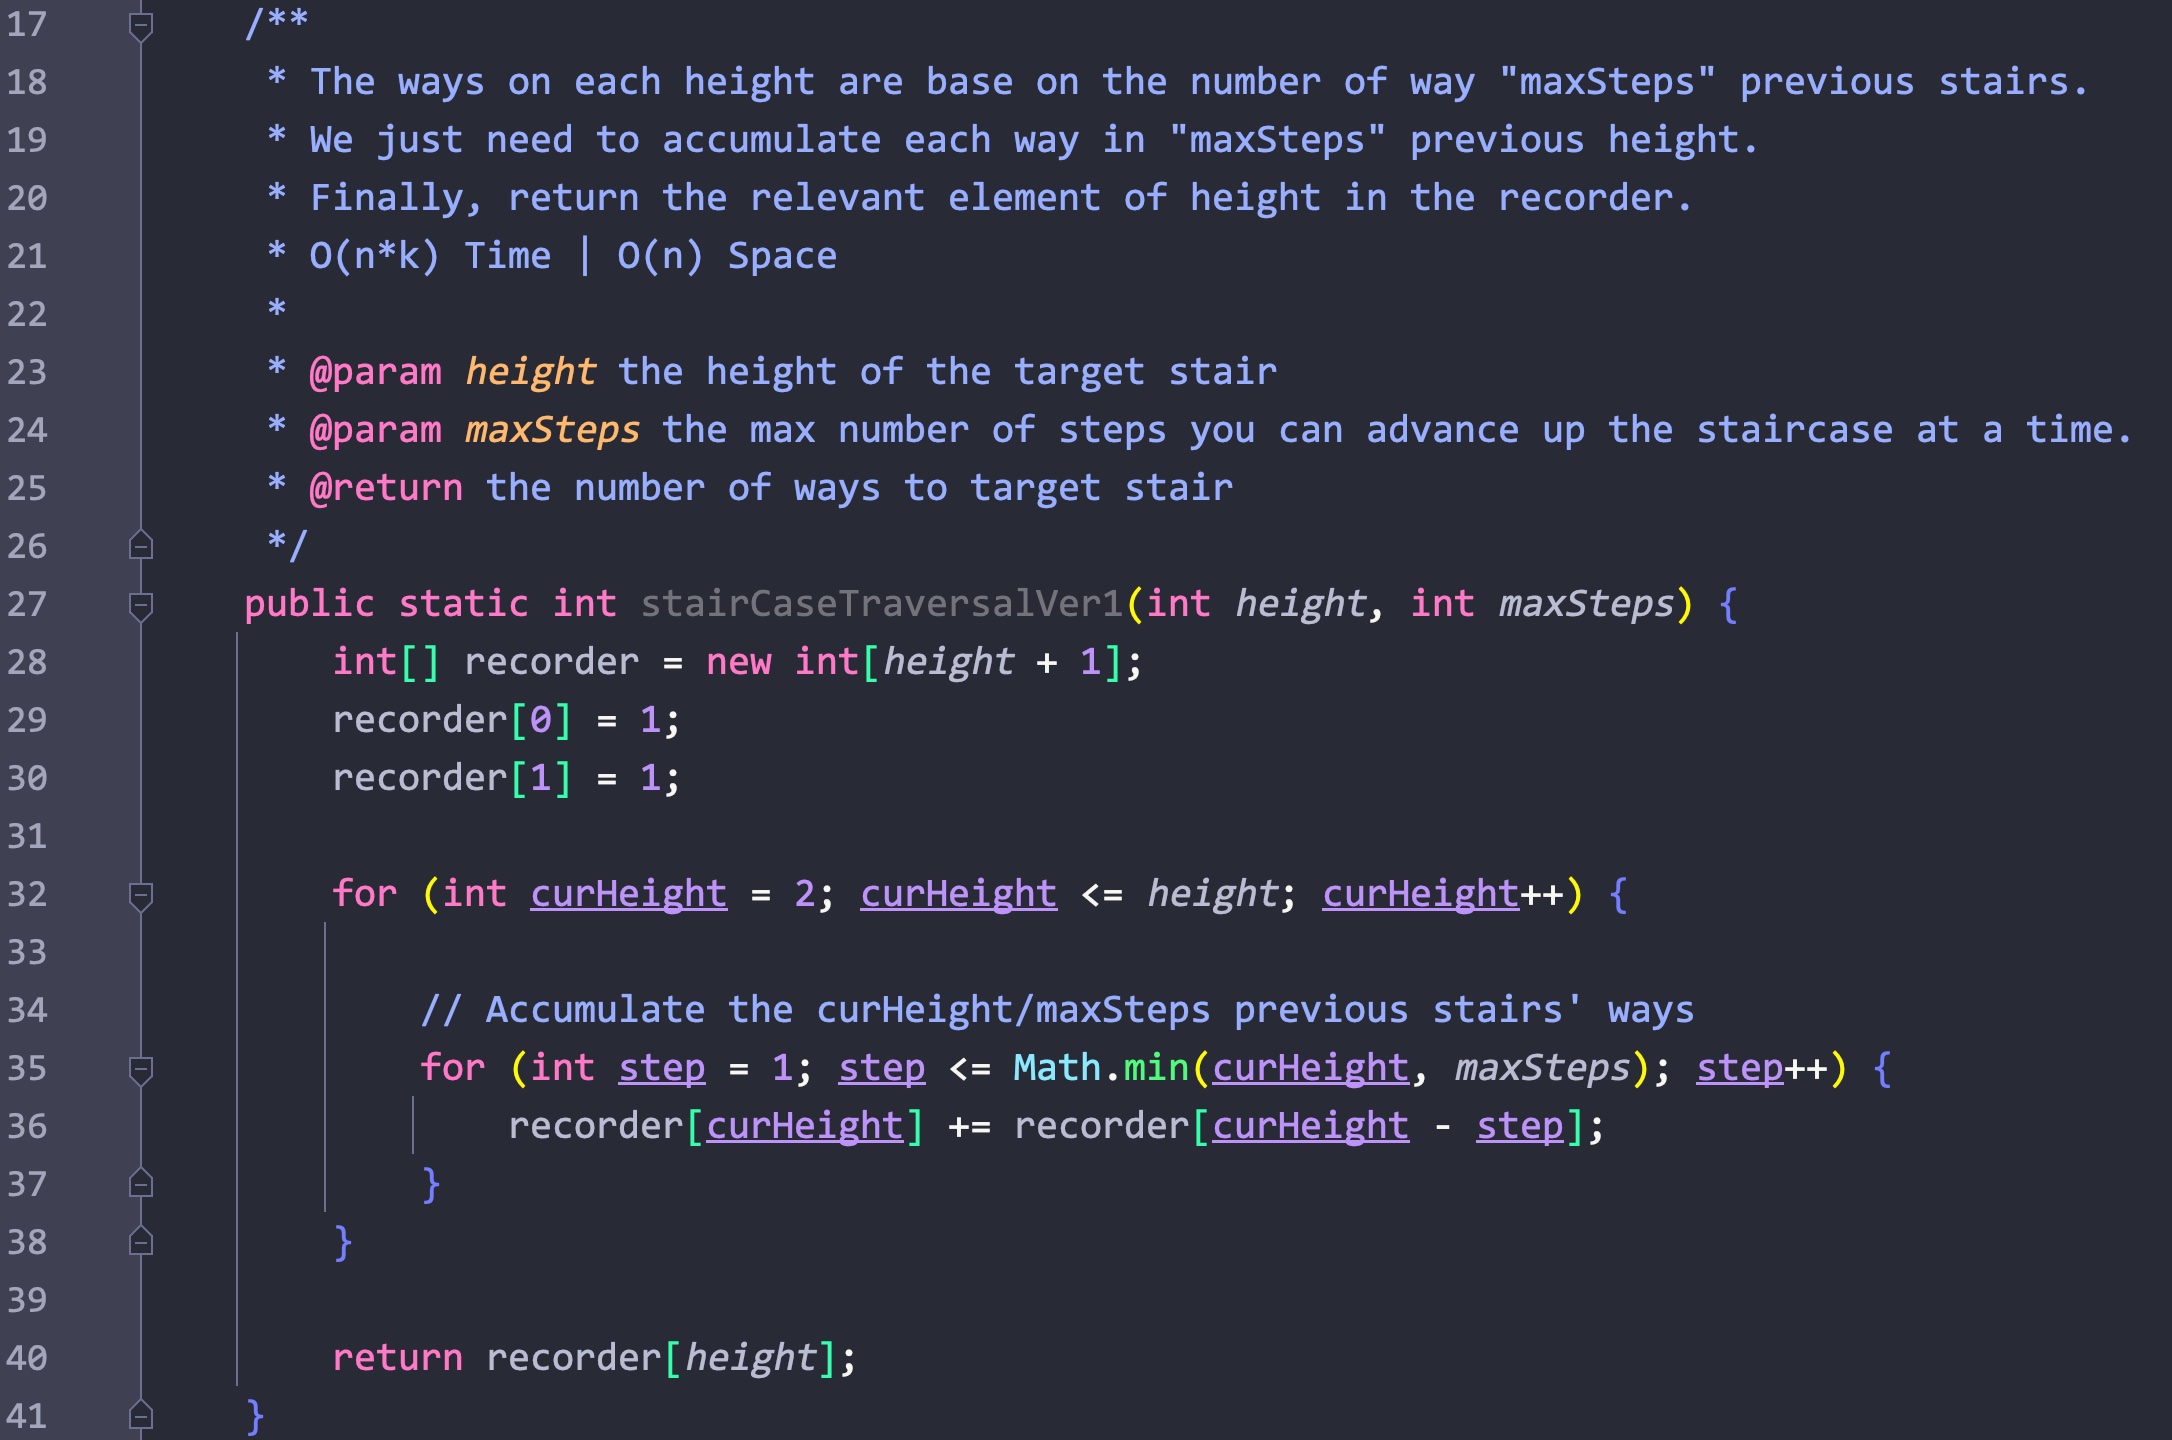 17 /**
18 * The ways on each height are base on the number of way "maxSteps" previous stairs.
19 * We just need to accumulate each way in "maxSteps" previous height.
20 * Finally, return the relevant element of height in the recorder.
21 * O(n*k) Time | O(n) Space
22 *
23 * @param height the height of the target stair
24 * @param maxSteps the max number of steps you can advance up the staircase at a time.
25 * @return the number of ways to target stair
26 */
27 public static int stairCaseTraversalVer1(int height, int maxSteps) {
28 int[] recorder = new int[height + 1];
29 recorder[0] = 1;
30 recorder[1] = 1;
31
32 for (int curHeight = 2; curHeight <= height; curHeight++) {
33
34 // Accumulate the curHeight/maxSteps previous stairs' ways
35 for (int step = 1; step <= Math.min(curHeight, maxSteps); step++) {
36 recorder[curHeight] += recorder[curHeight - step];
37 }
38 }
39
40 return recorder[height];
41 }